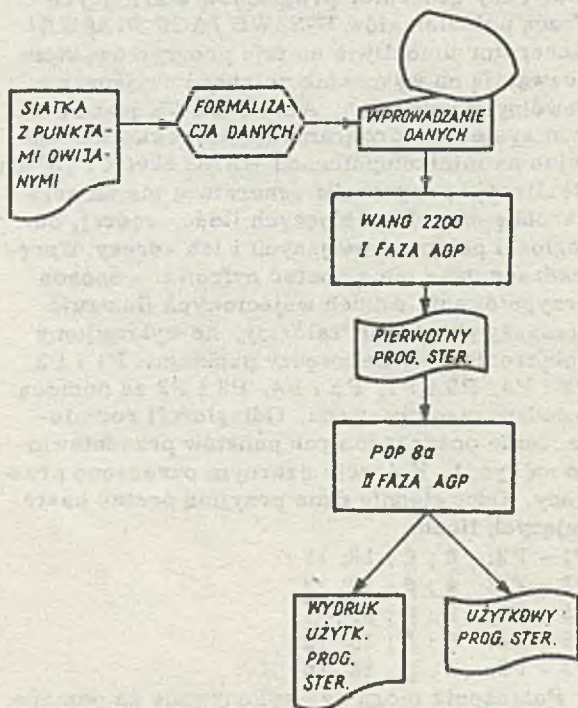 SIATKA
Z PUNKTA-
MI OWIJA-
NYMI
FORMALIZA-
CJA DANYCH
WPROWADZANIE
DANYCH
WANG 2200
I FAZA AGP
PIERWOTNY
PROG. STER.
PDP 8a
II FAZA AGP
WYDRUK
UŻYTK.
PROG.
STER.
UŻYTKOWY
PROG. STER.